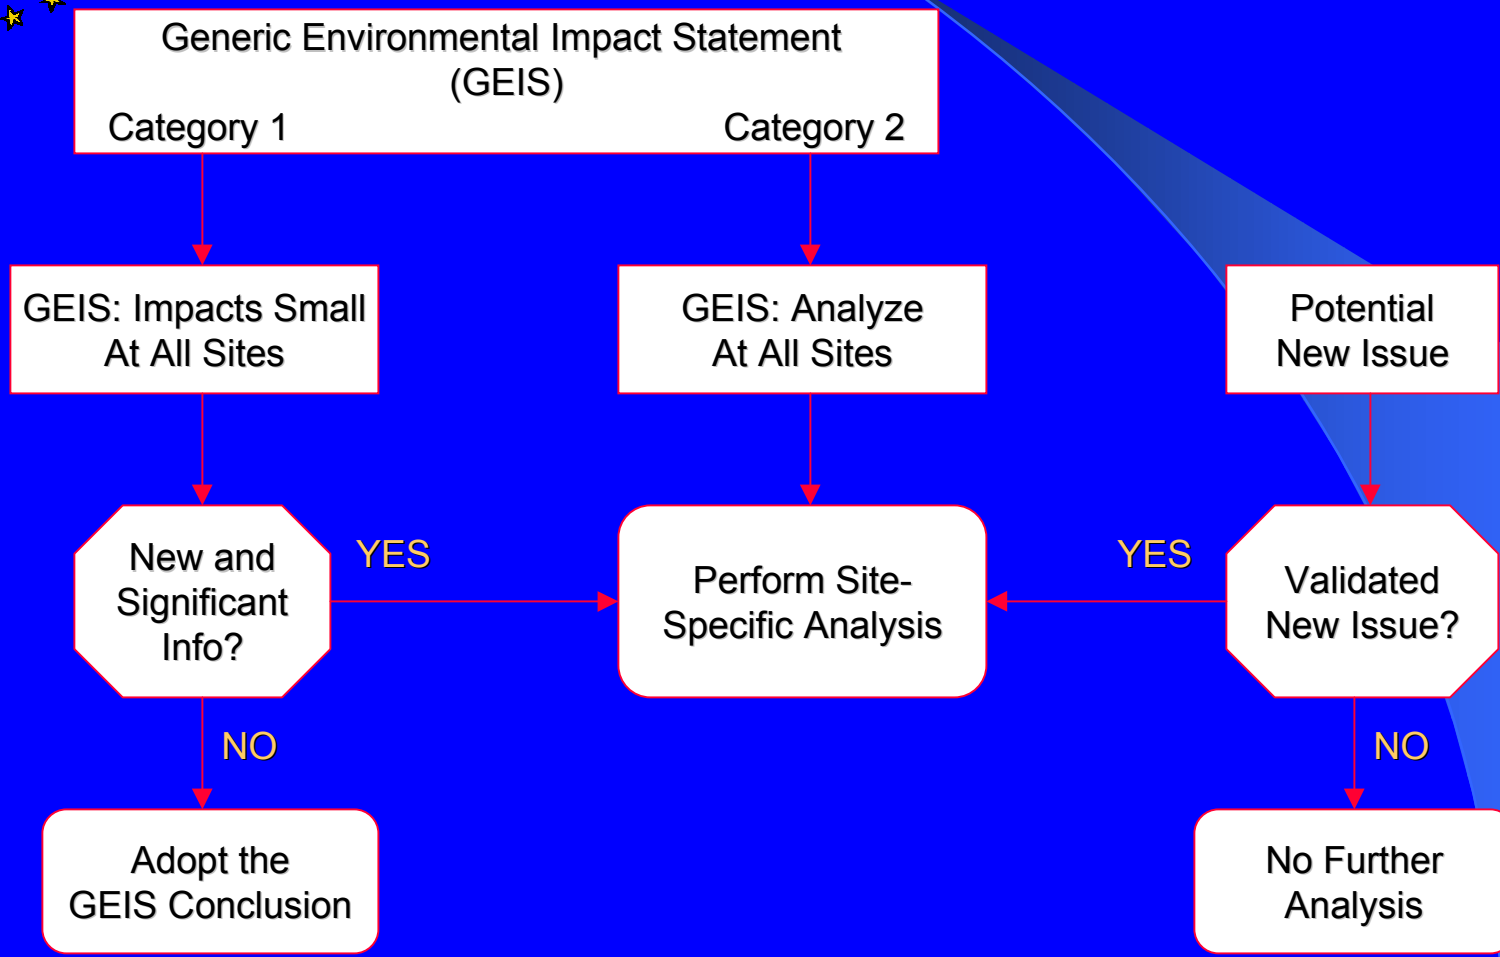 Generic Environmental Impact Statement
(GEIS)
Category 1
Category 2
GEIS: Impacts Small
At All Sites
GEIS: Analyze
At All Sites
Potential
New Issue
New and
Significant
Info?
YES
Perform Site-
Specific Analysis
YES
Validated
New Issue?
NO
NO
Adopt the
GEIS Conclusion
No Further
Analysis